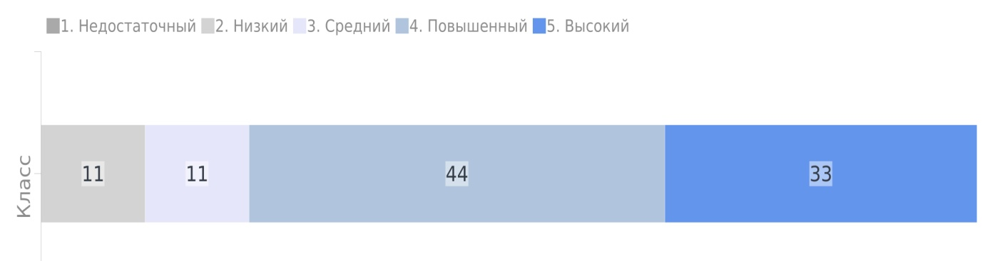 1. Недостаточный 2. Низкий 3. Средний 4. Повышенный 5. Высокий
Класс
11 11 44 33